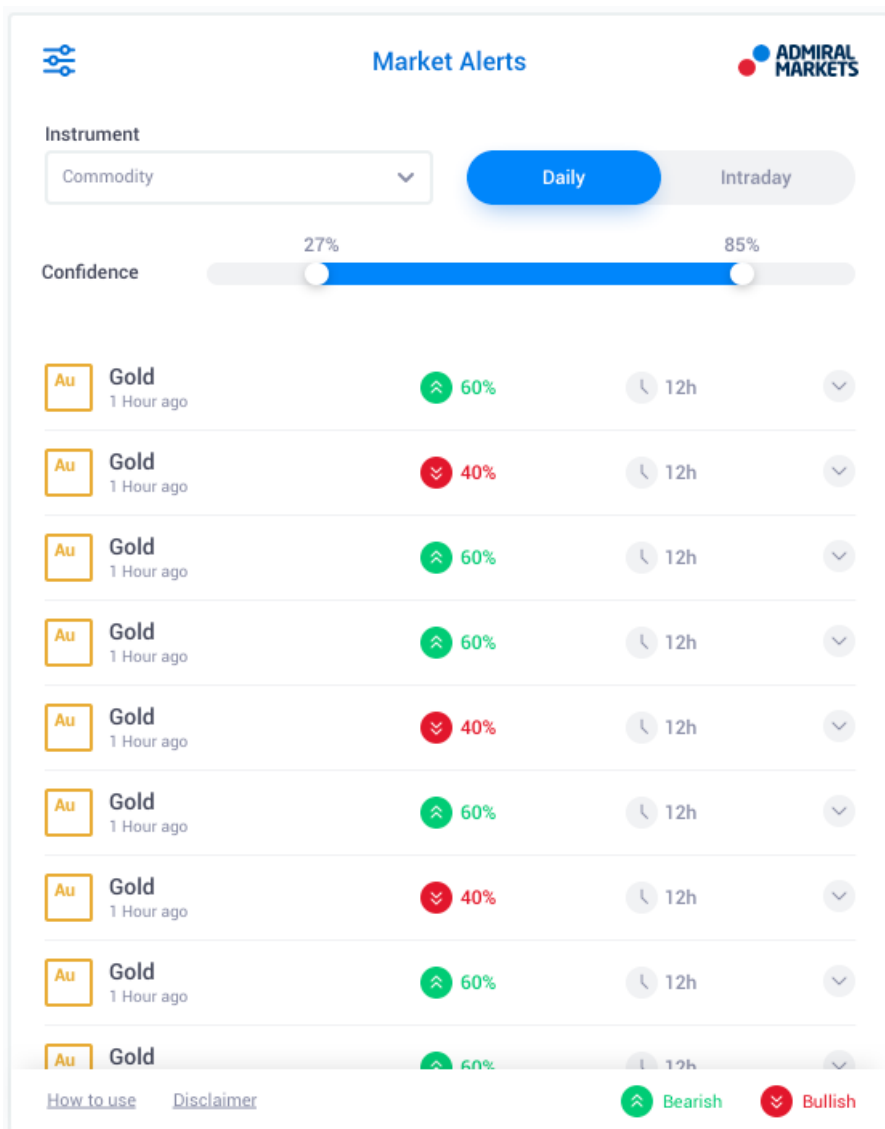 Market Alerts
ADMIRAL
MARKETS
Instrument
Commodity
Daily
Intraday
27%
85%
Confidence
Au Gold 60% 12h
1 Hour ago
Au Gold 40% 12h
1 Hour ago
Au Gold 60% 12h
1 Hour ago
Au Gold 60% 12h
1 Hour ago
Au Gold 40% 12h
1 Hour ago
Au Gold 60% 12h
1 Hour ago
Au Gold 40% 12h
1 Hour ago
Au Gold 60% 12h
1 Hour ago
Au Gold 60% 12h
How to use Disclaimer Bearish Bullish